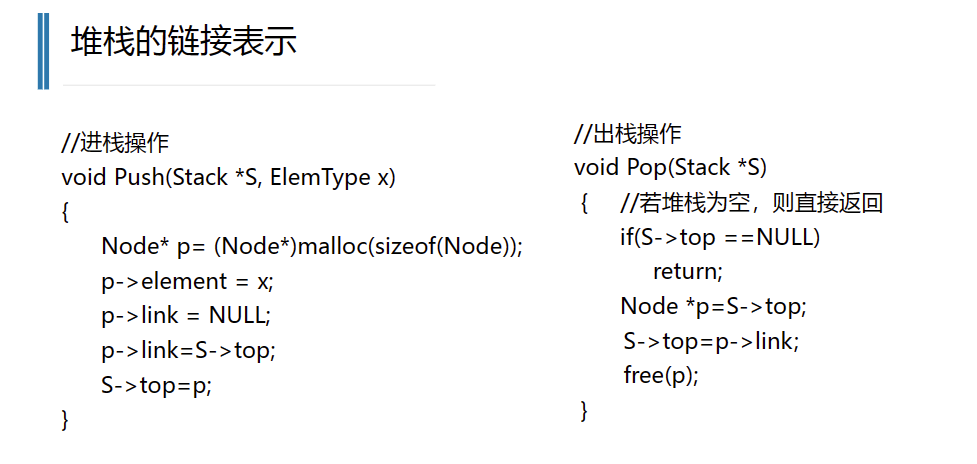 堆栈的链接表示
//进栈操作
void Push(Stack *S, ElemType x)
{
Node* p= (Node*)malloc(sizeof(Node));
p->element = x;
p->link = NULL;
p->link=S->top;
S->top=p;
}
//出栈操作
void Pop(Stack *S)
{ //若堆栈为空，则直接返回
if(S->top ==NULL)
return;
Node *p=S->top;
S->top=p->link;
free(p);
}